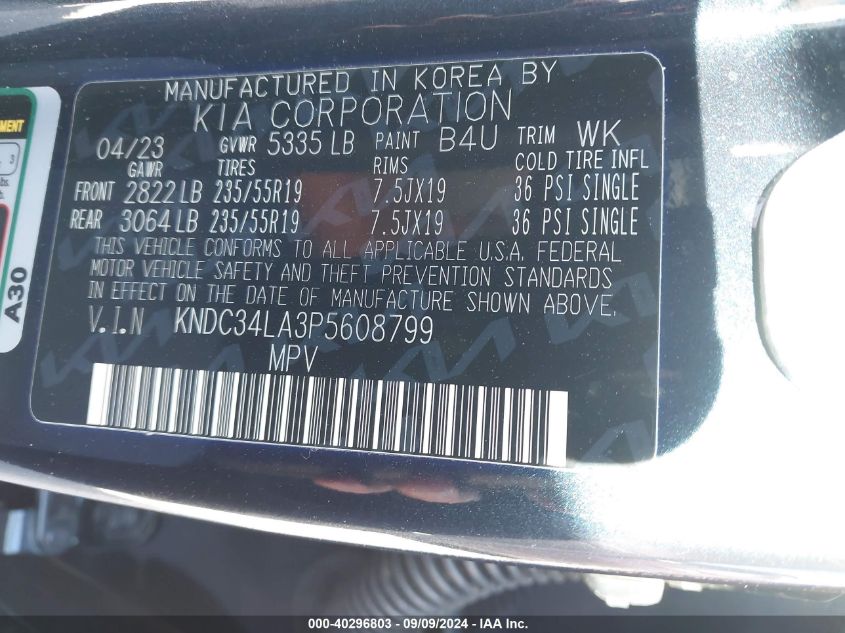 MANUFACTURED IN KOREA BY
KIA CORPORATION
04/23 GVWR 5335 LB PAINT B4U TRIM WK
GAWR TIRES RIMS COLD TIRE INFL
FRONT 2822 LB 235/55R19 7.5JX19 36 PSI SINGLE
REAR 3064 LB 235/55R19 7.5JX19 36 PSI SINGLE
THIS VEHICLE CONFORMS TO ALL APPLICABLE U.S.A. FEDERAL
MOTOR VEHICLE SAFETY AND THEFT PREVENTION STANDARDS
IN EFFECT ON THE DATE OF MANUFACTURE SHOWN ABOVE.
V.I.N KNDC34LA3P5608799
MPV
3
A30
000-40296803 - 09/09/2024 - IAA Inc.